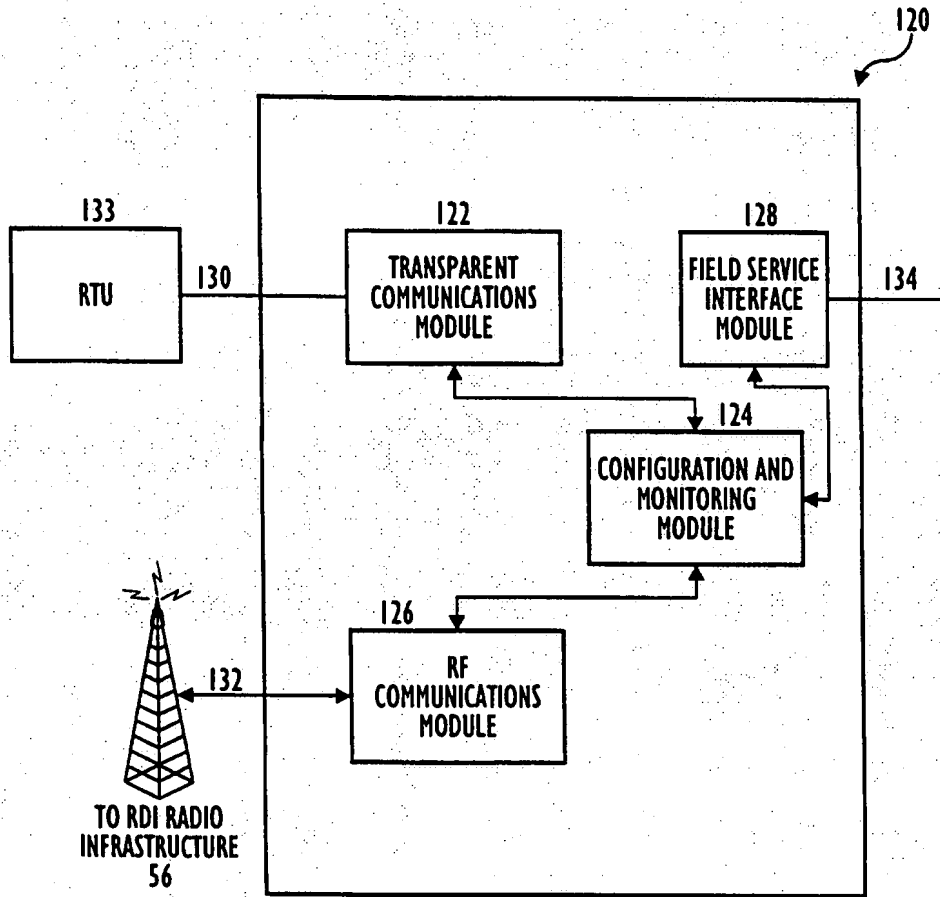 120
133
RTU
130
122
TRANSPARENT
COMMUNICATIONS
MODULE
128
FIELD SERVICE
INTERFACE
MODULE
134
124
CONFIGURATION AND
MONITORING
MODULE
126
RF
COMMUNICATIONS
MODULE
132
TO RDI RADIO
INFRASTRUCTURE
56